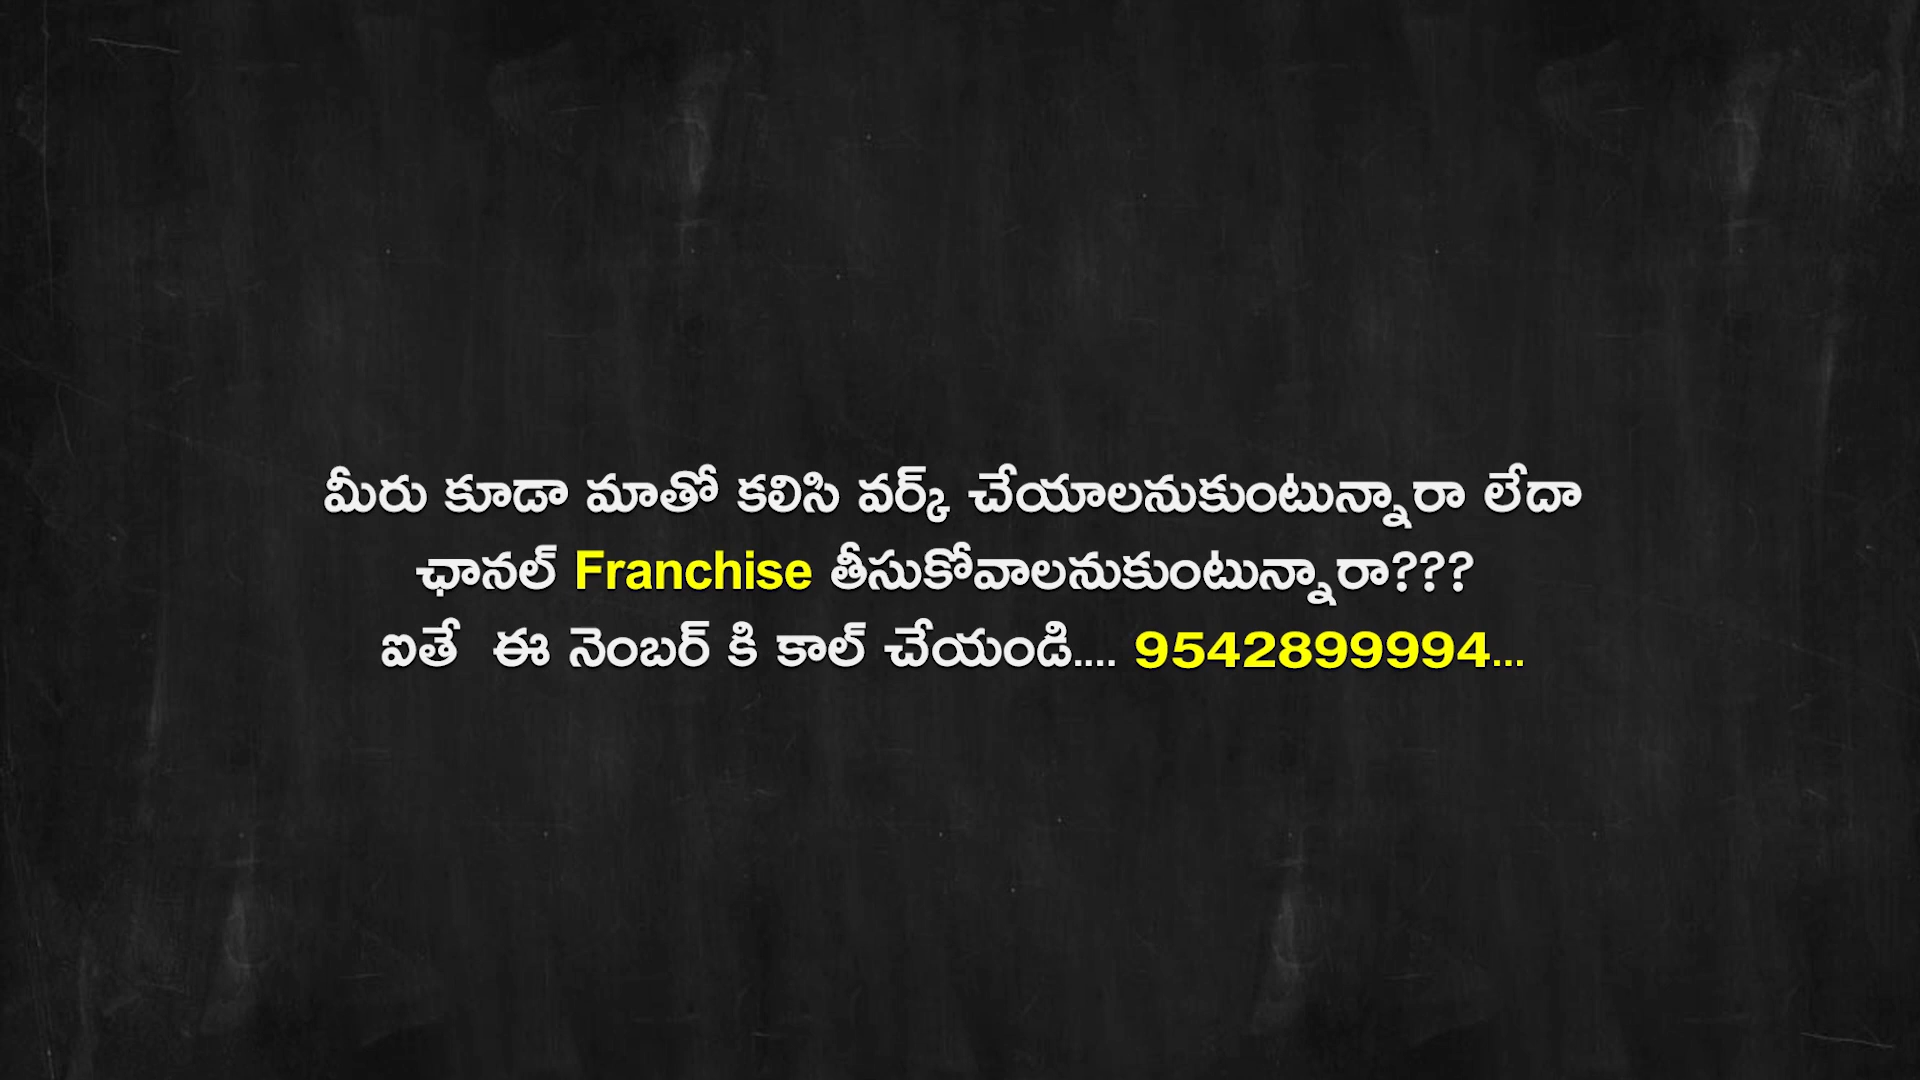 మీరు కూడా మాతో కలిసి వర్క్ చేయాలనుకుంటున్నారా లేదా
ఛానల్ Franchise తీసుకోవాలనుకుంటున్నారా???
ఐతే ఈ నెంబర్ కి కాల్ చేయండి.... 9542899994...